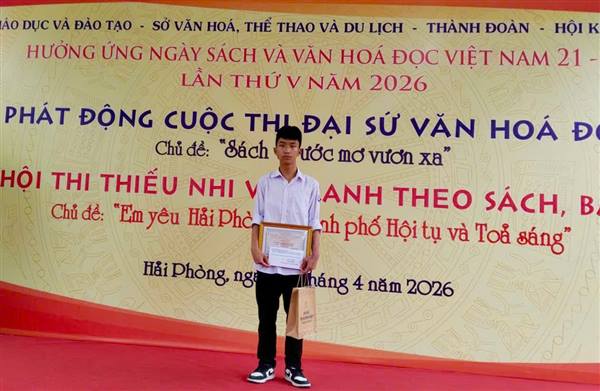 ÁO DỤC VÀ ĐÀO TẠO - SỞ VĂN HOÁ, THỂ THAO VÀ DU LỊCH - THÀNH ĐOÀN - HỘI K
HƯỞNG ỨNG NGÀY SÁCH VÀ VĂN HOÁ ĐỌC VIỆT NAM 21 -
LẦN THỨ V NĂM 2026
PHÁT ĐỘNG CUỘC THI ĐẠI SỨ VĂN HOÁ ĐỌ
Chủ đề: "Sách ước mơ vươn xa"
HỘI THI THIẾU NHI V ANH THEO SÁCH, BÁ
Chủ đề: "Em yêu Hải Phò nh phố Hội tụ và Toả sáng"
Hải Phòng, ng tháng 4 năm 2026